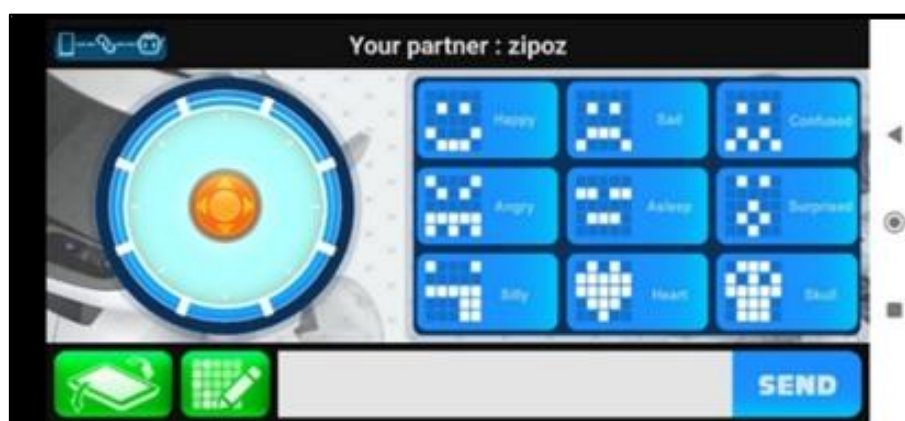 Your partner : zipoz
Happy Sad Confused
Angry Asleep Surprised
Silly Heart Skull
SEND